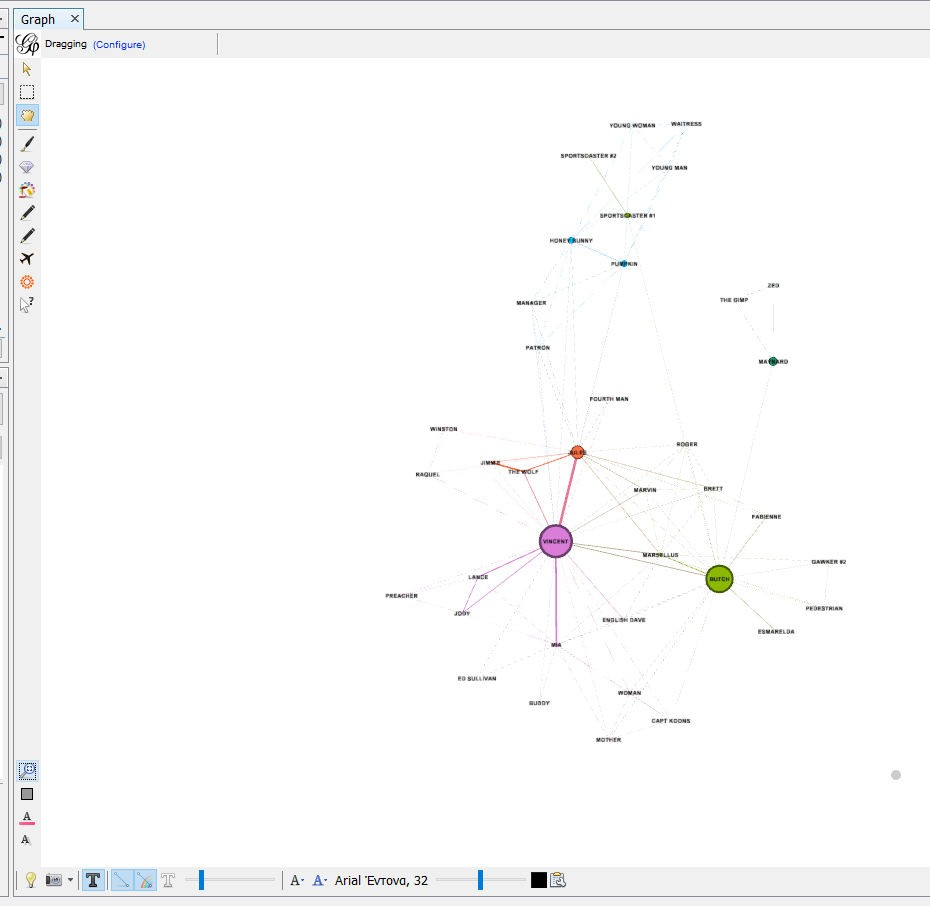 Graph
Dragging (Configure)
YOUNG WOMAN
WAITRESS
SPORTSCASTER #2
YOUNG MAN
SPORTSCASTER #1
HONEY BUNNY
PUMPKIN
ZED
THE GIMP
MANAGER
PATRON
MAYNARD
FOURTH MAN
WINSTON
ROGER
JULES
JIMMIE
THE WOLF
RAQUEL
MARVIN
BRETT
FABIENNE
VINCENT
MARSELLUS
GAWKER #2
LANCE
BUTCH
PREACHER
JODY
PEDESTRIAN
ENGLISH DAVE
ESMARELDA
MIA
ED SULLIVAN
WOMAN
BUDDY
CAPT KOONS
MOTHER
Arial Έντονα, 32